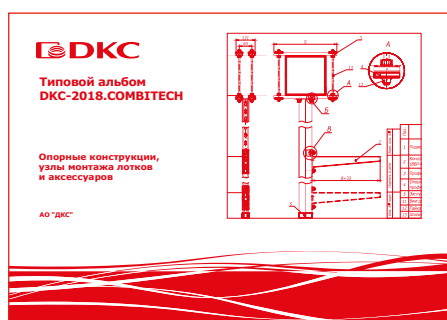 DKC
Типовой альбом
DKC-2018.COMBITECH
Опорные конструкции,
узлы монтажа лотков
и аксессуаров
АО "ДКС"
А
А
Б
В